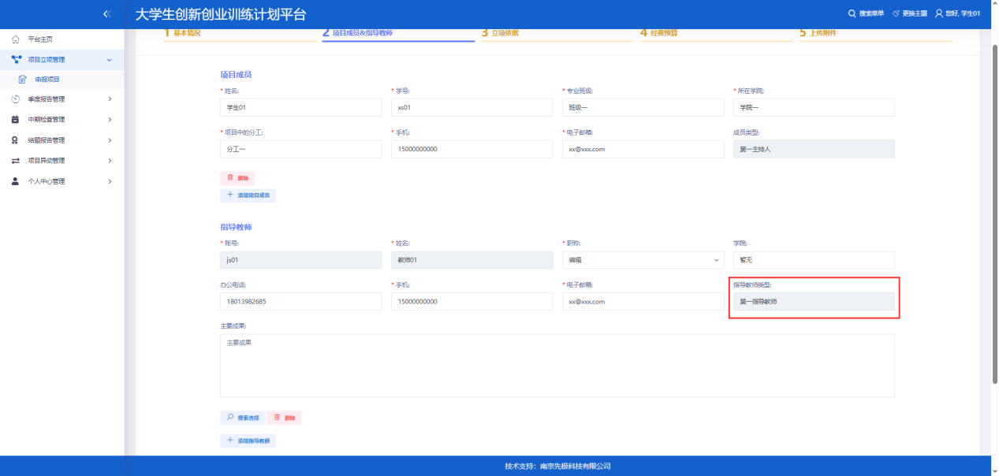 大学生创新创业训练计划平台
搜索菜单 更换主题 您好, 学生01
平台主页
项目立项管理
申报项目
季度报告管理
中期检查管理
结题报告管理
项目异动管理
个人中心管理
1 基本情况 2 项目成员&指导教师 3 立项依据 4 经费预算 5 上传附件
项目成员
* 姓名: * 学号: * 专业班级: * 所在学院:
学生01 xs01 班级一 学院一
* 项目中的分工: * 手机: * 电子邮箱: 成员类型:
分工一 15000000000 xx@xxx.com 第一主持人
删除
添加项目成员
指导教师
* 账号: * 姓名: * 职称: 学院:
js01 教师01 编辑 暂无
办公电话: * 手机: * 电子邮箱: 指导教师类型:
18013982685 15000000000 xx@xxx.com 第一指导教师
主要成果:
主要成果
搜索选择 删除
添加指导教师
技术支持：南京先极科技有限公司